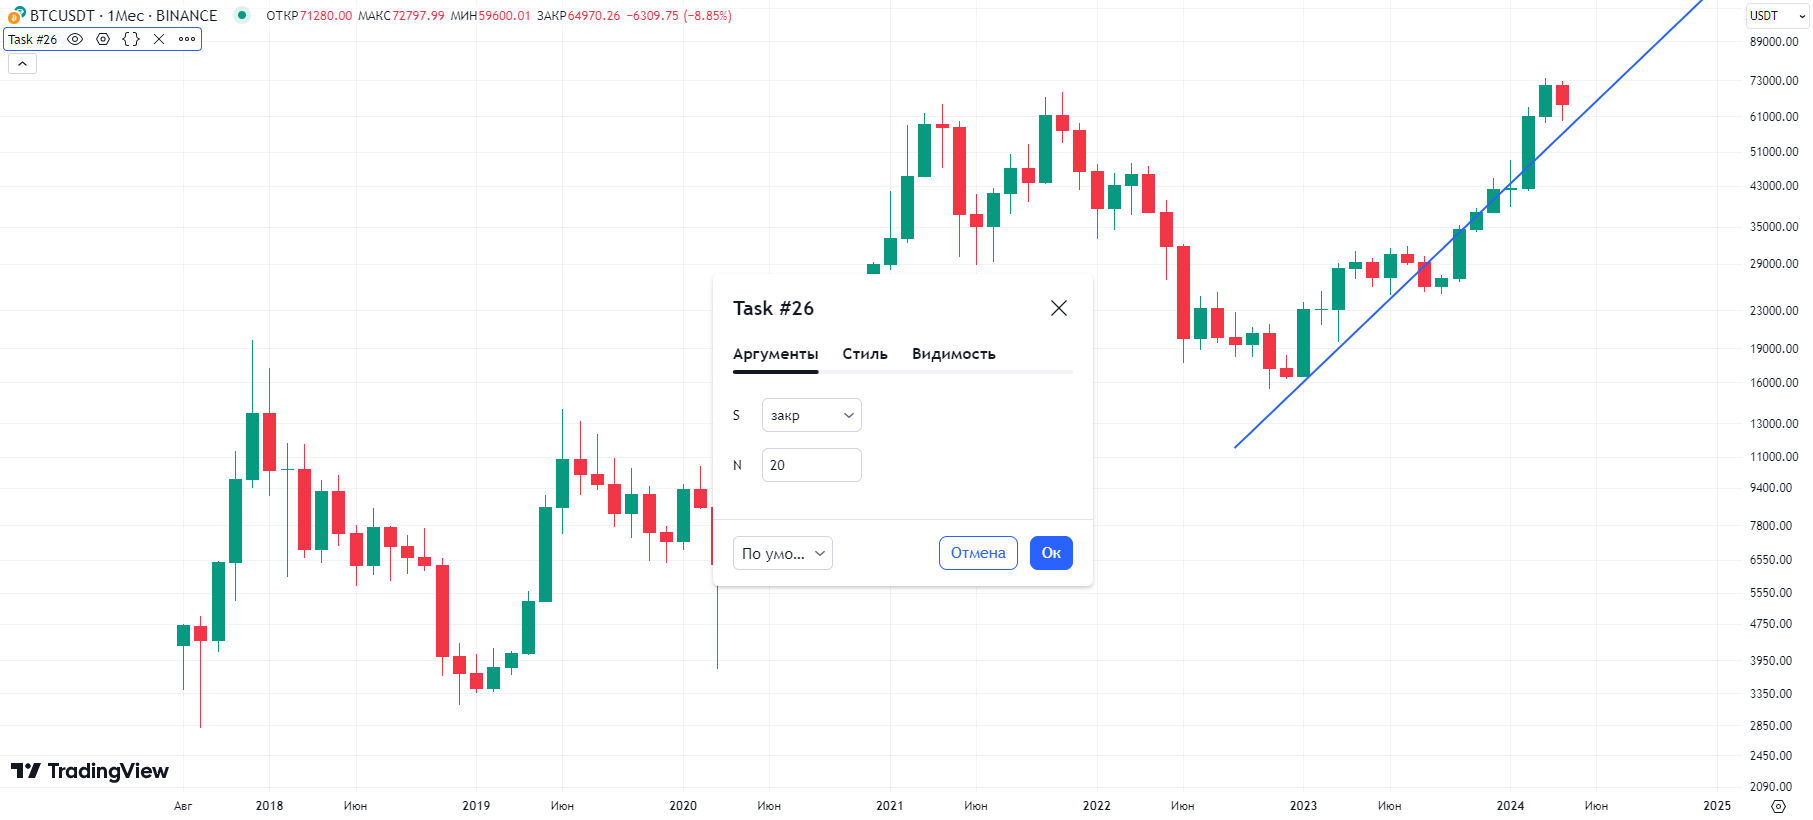 BTCUSDT · 1Мес · BINANCE ОТКР71280.00 МАКС72797.99 МИН59600.01 ЗАКР64970.26 −6309.75 (−8.85%)
USDT
Task #26
89000.00
73000.00
61000.00
51000.00
43000.00
35000.00
29000.00
23000.00
19000.00
16000.00
13000.00
11000.00
9400.00
7800.00
6550.00
5550.00
4750.00
3950.00
3350.00
2850.00
2450.00
2090.00
Task #26
Аргументы Стиль Видимость
S закр
N 20
По умо... Отмена Ок
TradingView
Авг 2018 Июн 2019 Июн 2020 Июн 2021 Июн 2022 Июн 2023 Июн 2024 Июн 2025